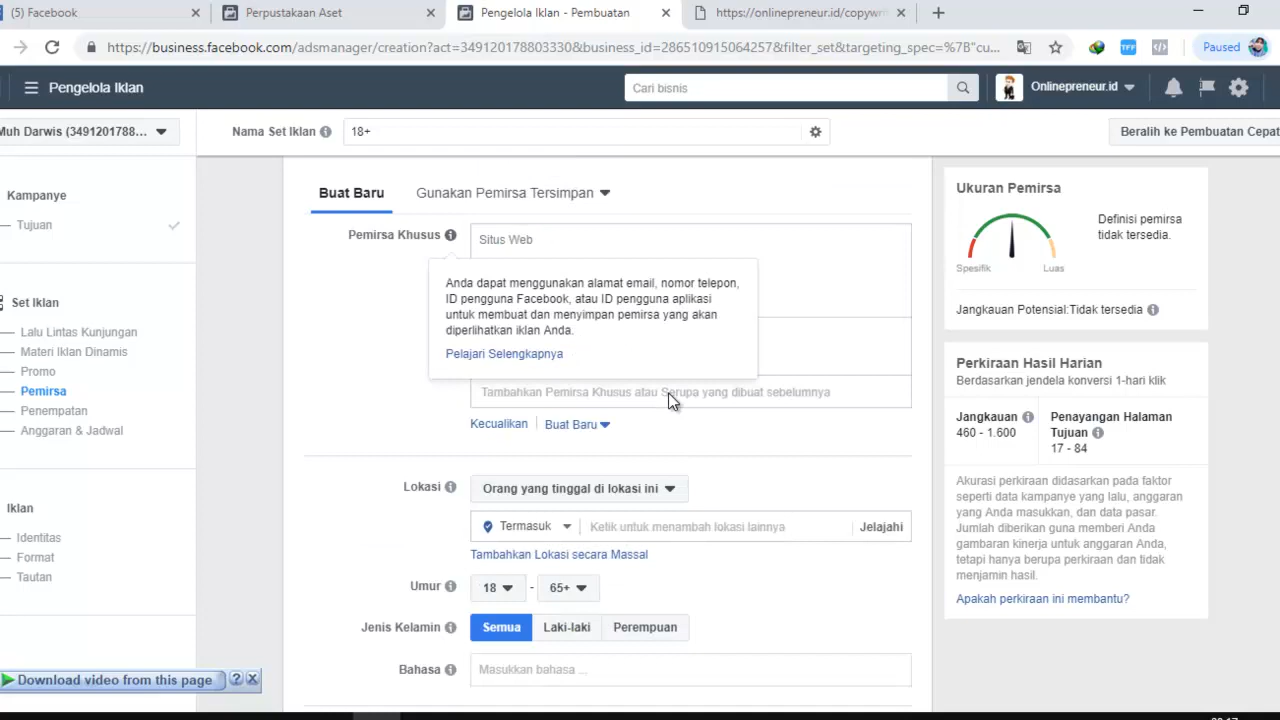 (5) Facebook
Perpustakaan Aset
Pengelola Iklan - Pembuatan
https://onlinepreneur.id/copywr
https://business.facebook.com/adsmanager/creation?act=349120178803330&business_id=286510915064257&filter_set&targeting_spec=%7B"cu...
TFF
Paused
Pengelola Iklan
Cari bisnis
Onlinepreneur.id
Muh Darwis (349120178...
Nama Set Iklan
18+
Beralih ke Pembuatan Cepat
Kampanye
Tujuan
Set Iklan
Lalu Lintas Kunjungan
Materi Iklan Dinamis
Promo
Pemirsa
Penempatan
Anggaran & Jadwal
Iklan
Identitas
Format
Tautan
Download video from this page
Buat Baru
Gunakan Pemirsa Tersimpan
Pemirsa Khusus
Situs Web
Anda dapat menggunakan alamat email, nomor telepon,
ID pengguna Facebook, atau ID pengguna aplikasi
untuk membuat dan menyimpan pemirsa yang akan
diperlihatkan iklan Anda.
Pelajari Selengkapnya
Tambahkan Pemirsa Khusus atau Serupa yang dibuat sebelumnya
Kecualikan
Buat Baru
Lokasi
Orang yang tinggal di lokasi ini
Termasuk
Ketik untuk menambah lokasi lainnya
Jelajahi
Tambahkan Lokasi secara Massal
Umur
18 - 65+
Jenis Kelamin
Semua
Laki-laki
Perempuan
Bahasa
Masukkan bahasa ...
Ukuran Pemirsa
Spesifik
Luas
Definisi pemirsa
tidak tersedia.
Jangkauan Potensial:Tidak tersedia
Perkiraan Hasil Harian
Berdasarkan jendela konversi 1-hari klik
Jangkauan
460 - 1.600
Penayangan Halaman
Tujuan
17 - 84
Akurasi perkiraan didasarkan pada faktor
seperti data kampanye yang lalu, anggaran
yang Anda masukkan, dan data pasar.
Jumlah diberikan guna memberi Anda
gambaran kinerja untuk anggaran Anda,
tetapi hanya berupa perkiraan dan tidak
menjamin hasil.
Apakah perkiraan ini membantu?